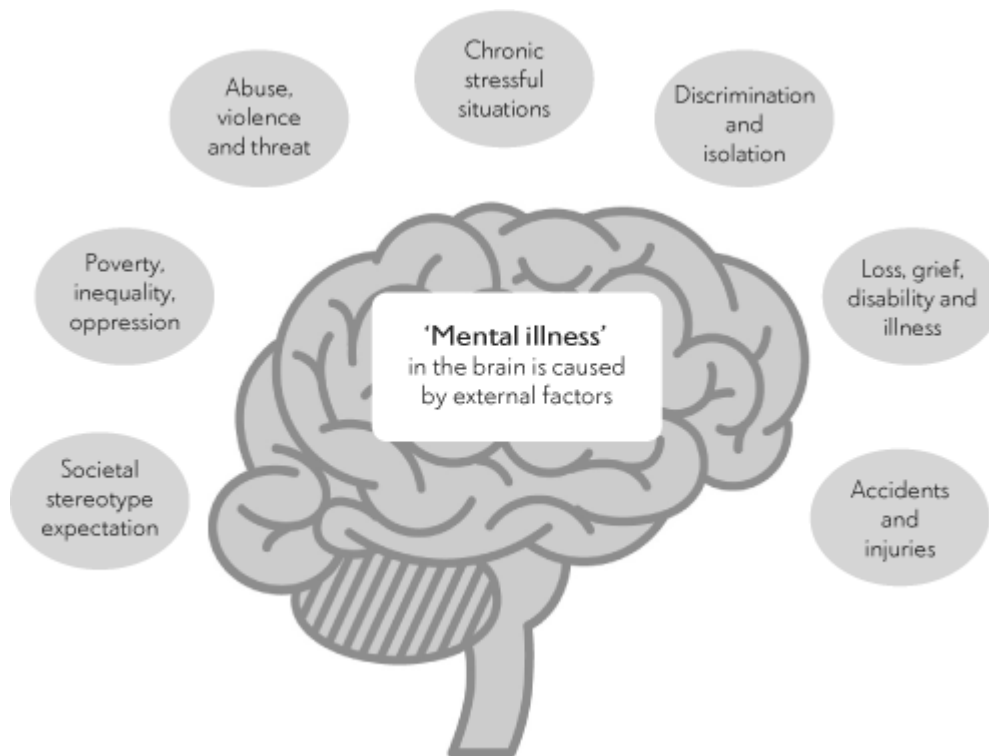 Chronic
stressful
situations
Abuse,
violence
and threat
Discrimination
and
isolation
Poverty,
inequality,
oppression
Loss, grief,
disability and
illness
‘Mental illness’
in the brain is caused
by external factors
Societal
stereotype
expectation
Accidents
and
injuries